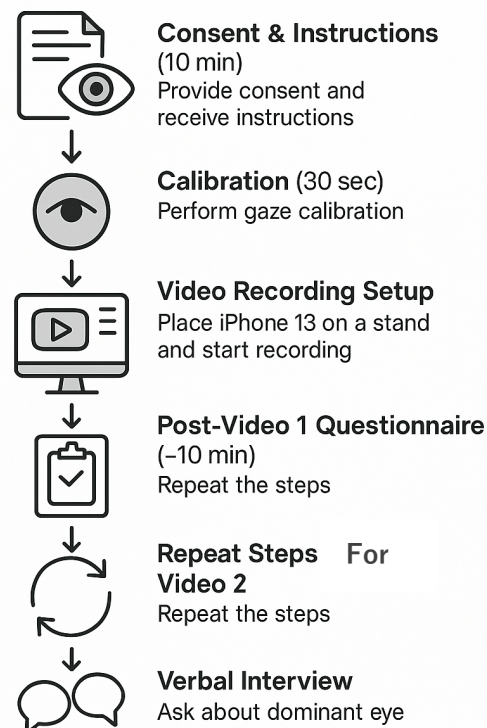 Consent & Instructions
(10 min)
Provide consent and
receive instructions
Calibration (30 sec)
Perform gaze calibration
Video Recording Setup
Place iPhone 13 on a stand
and start recording
Post-Video 1 Questionnaire
(–10 min)
Repeat the steps
Repeat Steps For
Video 2
Repeat the steps
Verbal Interview
Ask about dominant eye